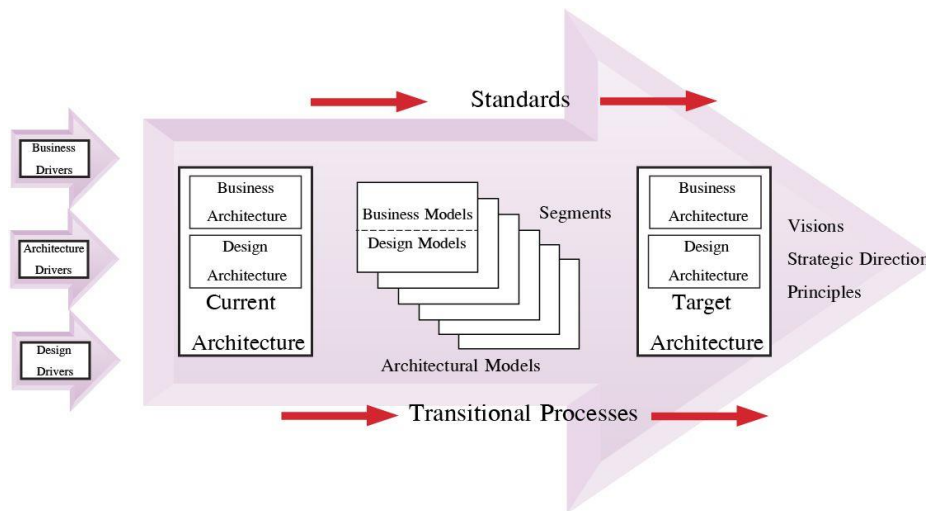 Standards
Business
Drivers
Architecture
Drivers
Design
Drivers
Business
Architecture
Design
Architecture
Current
Architecture
Business Models
Design Models
Segments
Architectural Models
Business
Architecture
Design
Architecture
Target
Architecture
Visions
Strategic Direction
Principles
Transitional Processes